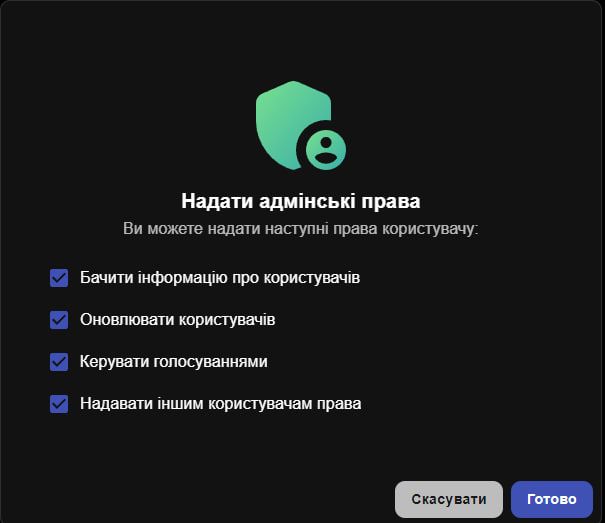 Надати адмінські права
Ви можете надати наступні права користувачу:
Бачити інформацію про користувачів
Оновлювати користувачів
Керувати голосуваннями
Надавати іншим користувачам права
Скасувати
Готово